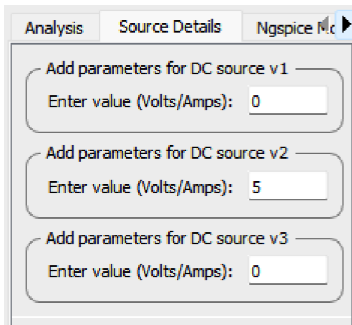 Analysis Source Details Ngspice
Add parameters for DC source v1
Enter value (Volts/Amps): 0
Add parameters for DC source v2
Enter value (Volts/Amps): 5
Add parameters for DC source v3
Enter value (Volts/Amps): 0